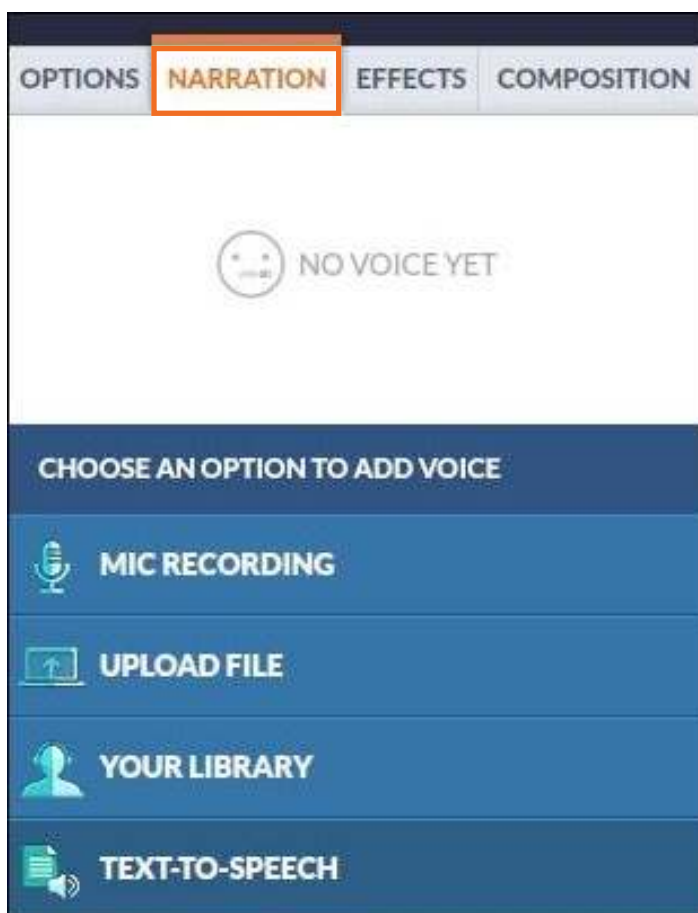 OPTIONS NARRATION EFFECTS COMPOSITION
NO VOICE YET
CHOOSE AN OPTION TO ADD VOICE
MIC RECORDING
UPLOAD FILE
YOUR LIBRARY
TEXT-TO-SPEECH